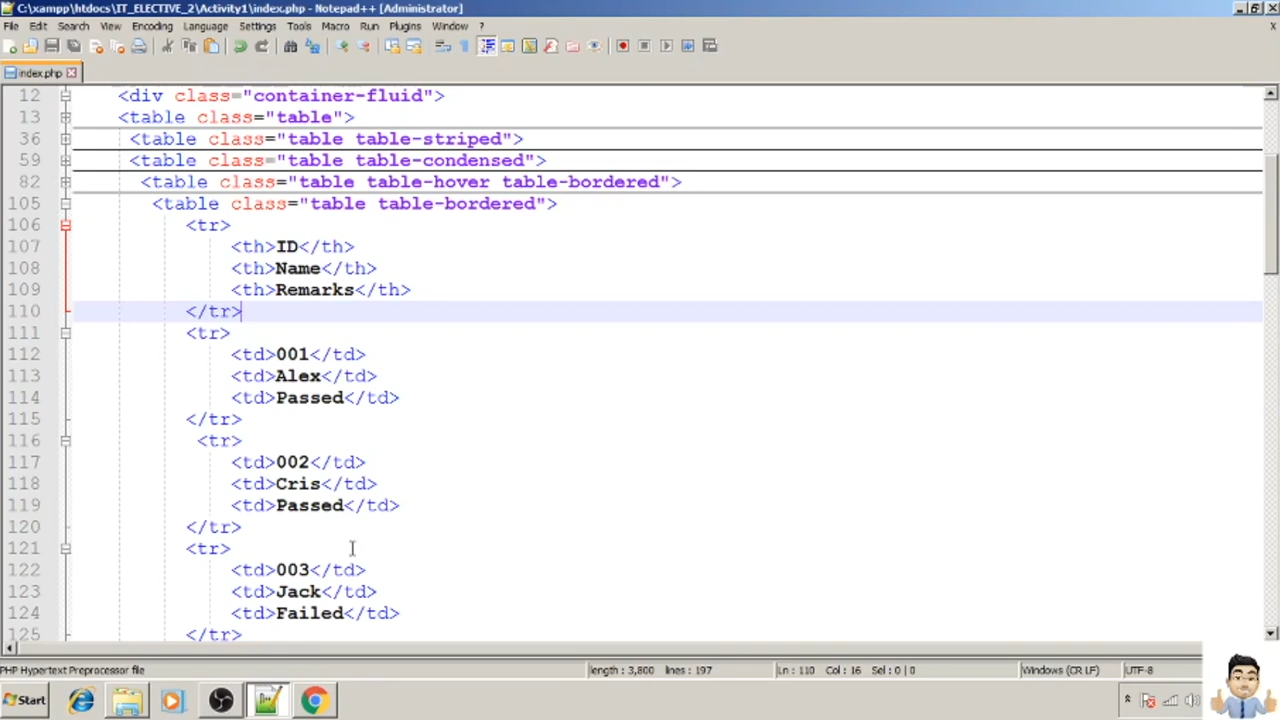 C:\xampp\htdocs\IT_ELECTIVE_2\Activity1\index.php - Notepad++ [Administrator]
File Edit Search View Encoding Language Settings Tools Macro Run Plugins Window ? X
index.php
12 <div class="container-fluid">
13 <table class="table">
36 <table class="table table-striped">
59 <table class="table table-condensed">
82 <table class="table table-hover table-bordered">
105 <table class="table table-bordered">
106 <tr>
107 <th>ID</th>
108 <th>Name</th>
109 <th>Remarks</th>
110 </tr>
111 <tr>
112 <td>001</td>
113 <td>Alex</td>
114 <td>Passed</td>
115 </tr>
116 <tr>
117 <td>002</td>
118 <td>Cris</td>
119 <td>Passed</td>
120 </tr>
121 <tr>
122 <td>003</td>
123 <td>Jack</td>
124 <td>Failed</td>
125 </tr>
PHP Hypertext Preprocessor file length : 3,800 lines : 197 Ln : 110 Col : 16 Sel : 0 | 0 Windows (CR LF) UTF-8
Start